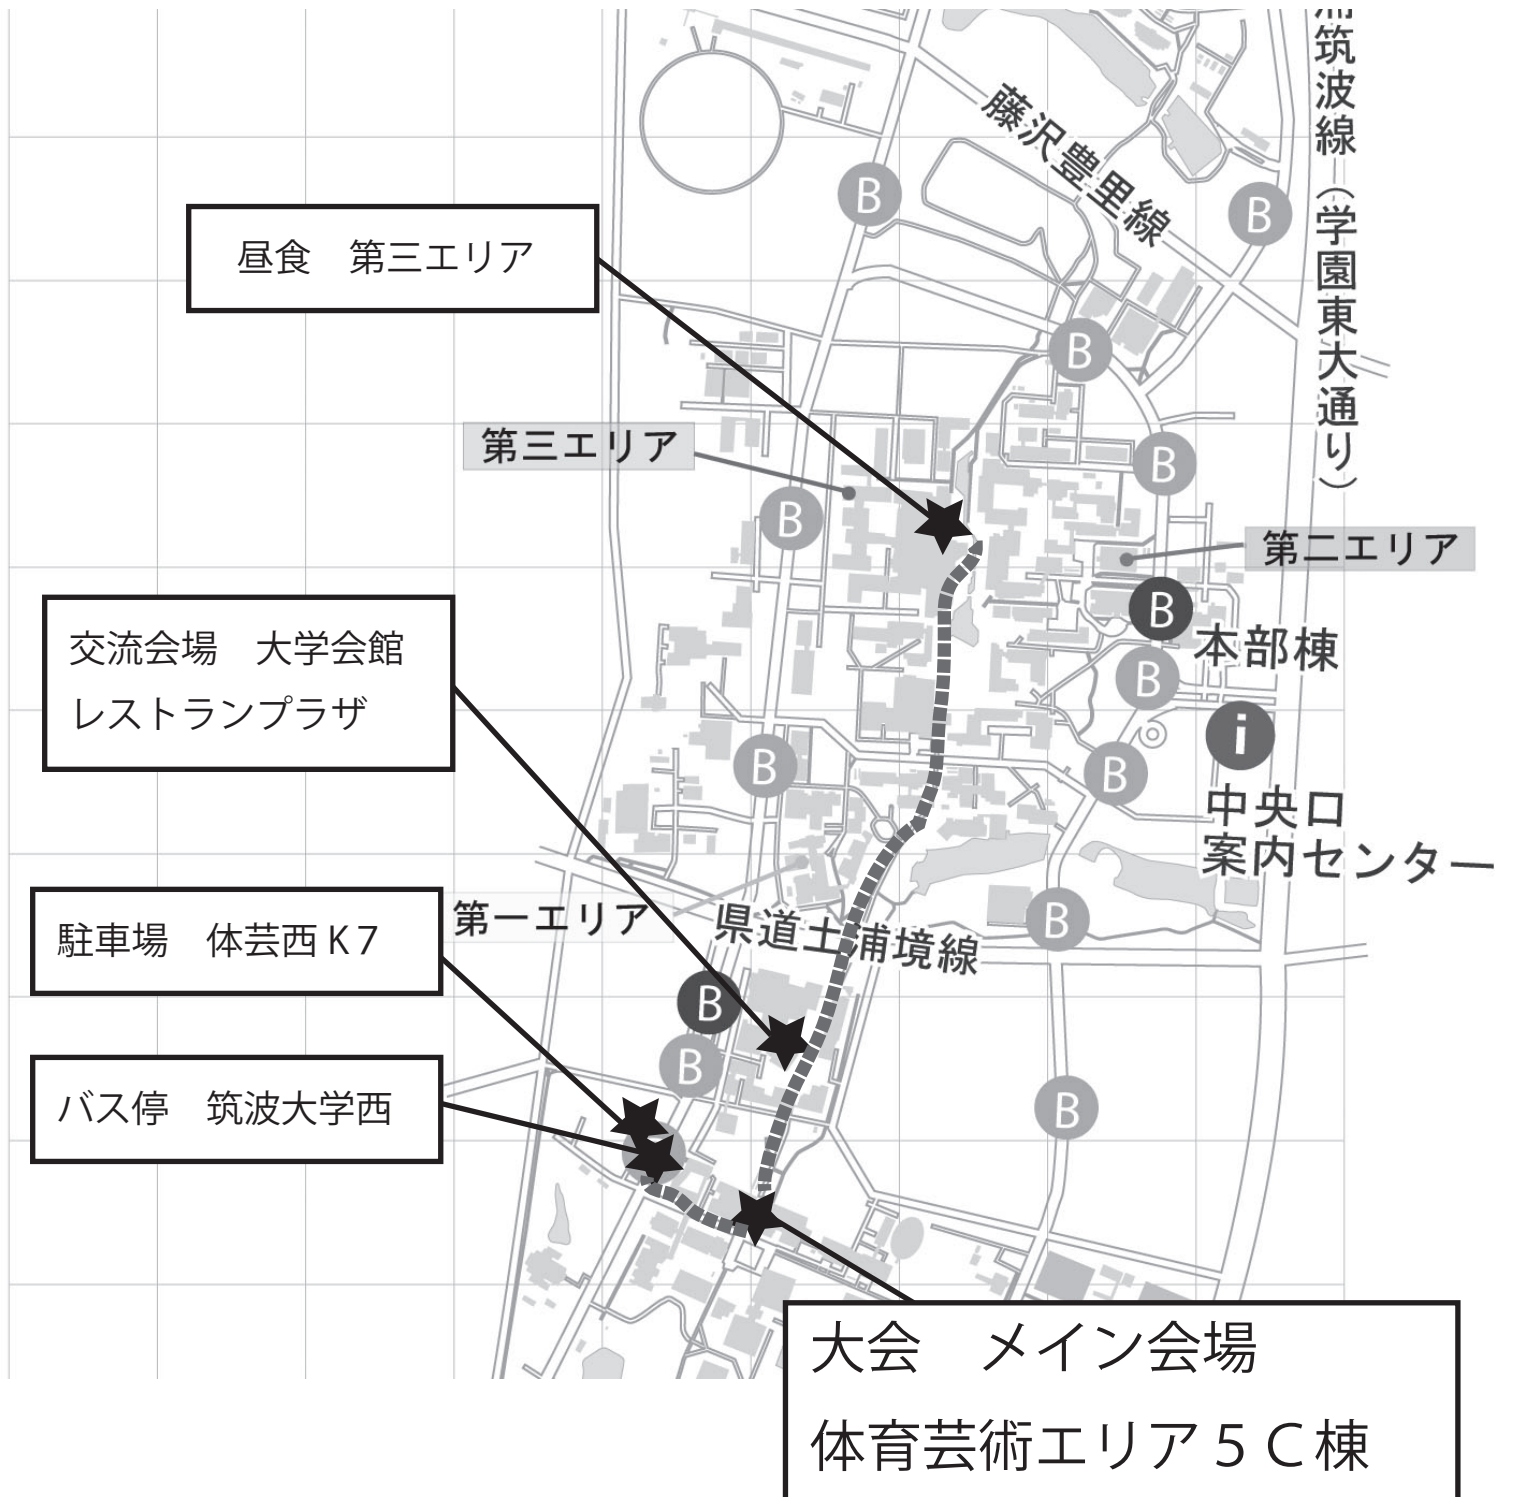 浦筑波線（学園東大通り）
藤沢豊里線
B
B
昼食　第三エリア
B
第三エリア
B
B
第二エリア
B
本部棟
交流会場　大学会館
レストランプラザ
B
i
B
B
中央口
案内センター
駐車場　体芸西K7
第一エリア
県道土浦境線
B
B
B
バス停　筑波大学西
B
大会　メイン会場
体育芸術エリア５Ｃ棟